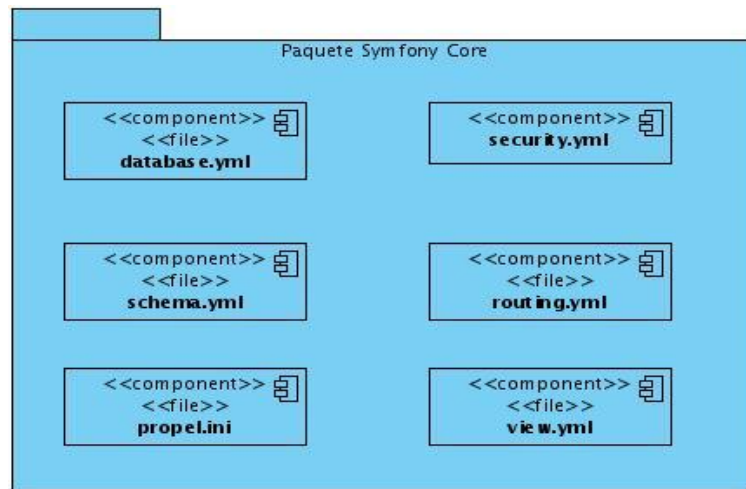 Paquete Symfony Core
<<component>>
<<file>>
database.yml
<<component>>
security.yml
<<component>>
<<file>>
schema.yml
<<component>>
<<file>>
routing.yml
<<component>>
<<file>>
propel.ini
<<component>>
<<file>>
view.yml